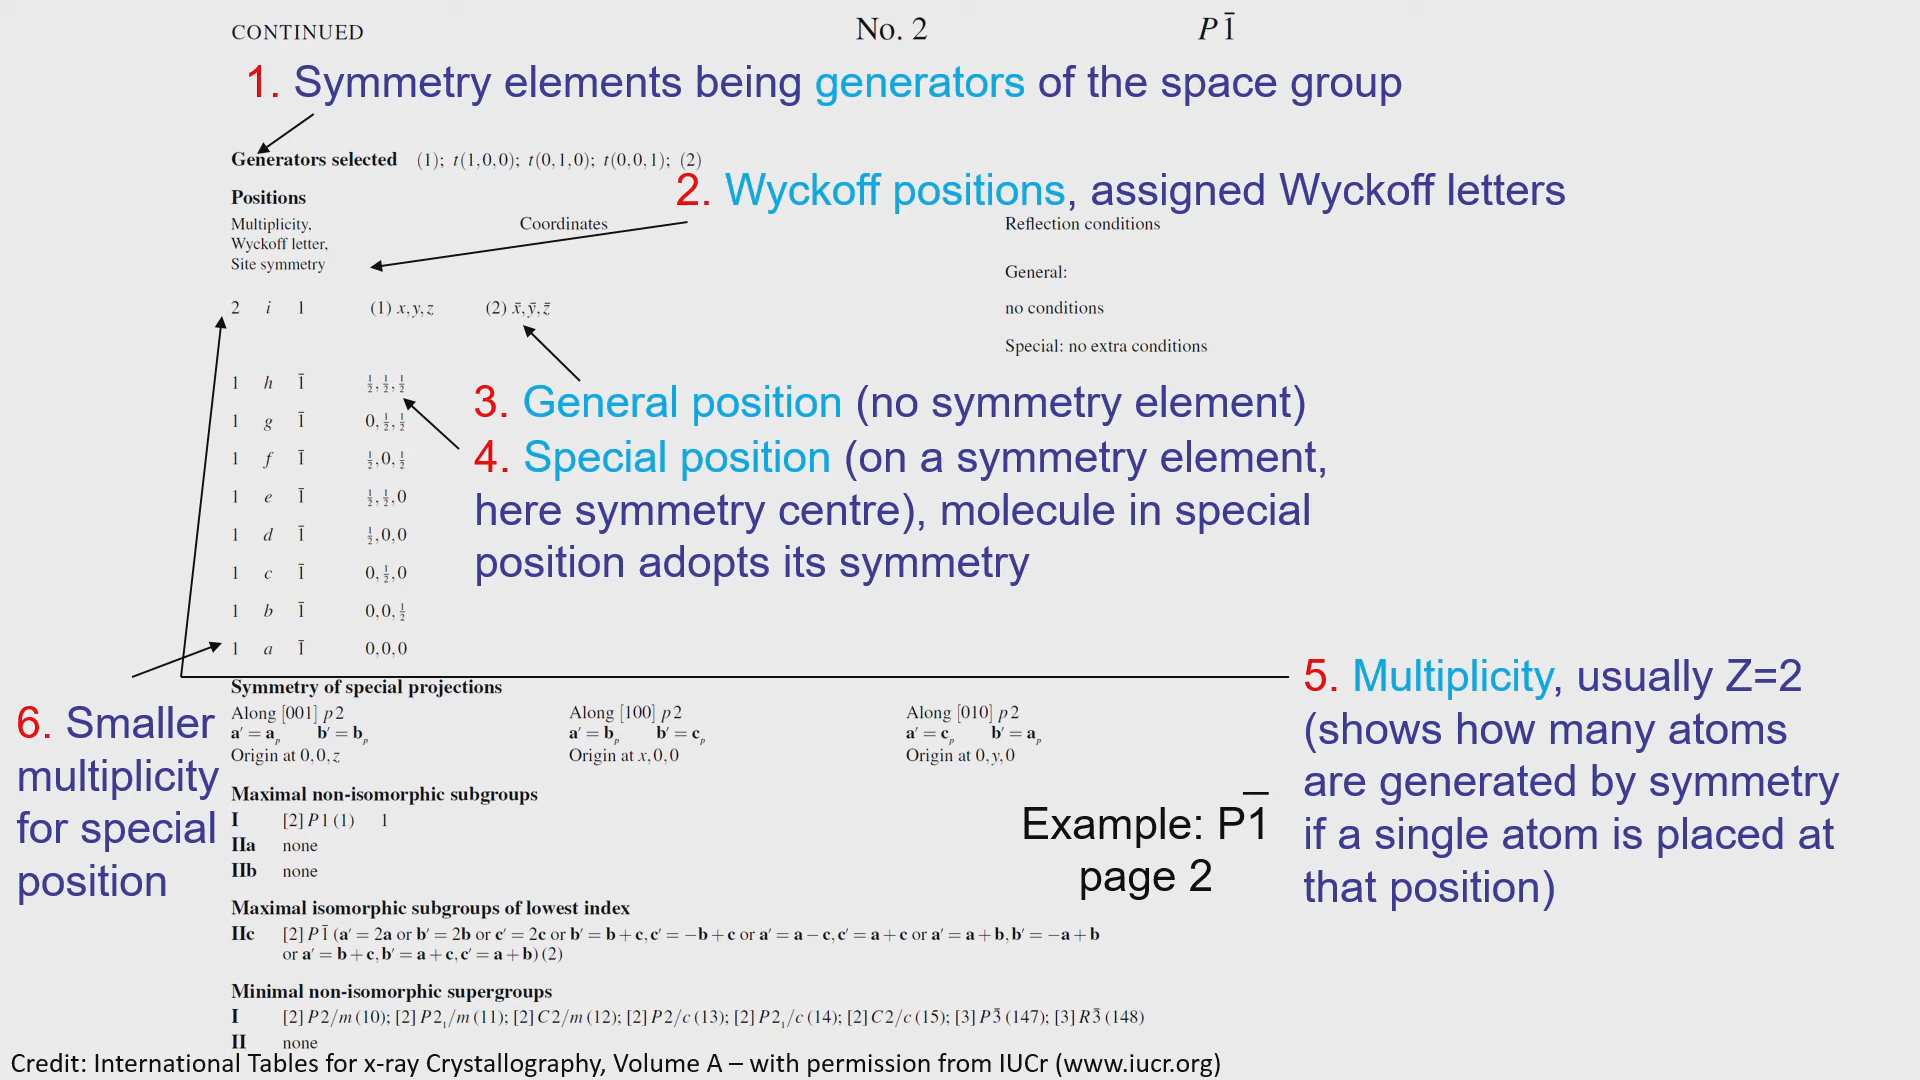 CONTINUED No. 2 P1̄
1. Symmetry elements being generators of the space group
Generators selected (1); t(1,0,0); t(0,1,0); t(0,0,1); (2)
2. Wyckoff positions, assigned Wyckoff letters
Positions
Multiplicity,
Wyckoff letter,
Site symmetry
Coordinates
Reflection conditions
General:
2 i 1 (1) x,y,z (2) x̄,ȳ,z̄ no conditions
Special: no extra conditions
1 h 1̄ ½,½,½
1 g 1̄ 0,½,½
1 f 1̄ ½,0,½
1 e 1̄ ½,½,0
1 d 1̄ ½,0,0
1 c 1̄ 0,½,0
1 b 1̄ 0,0,½
1 a 1̄ 0,0,0
3. General position (no symmetry element)
4. Special position (on a symmetry element,
here symmetry centre), molecule in special
position adopts its symmetry
5. Multiplicity, usually Z=2
(shows how many atoms
are generated by symmetry
if a single atom is placed at
that position)
6. Smaller
multiplicity
for special
position
Symmetry of special projections
Along [001] p2 Along [100] p2 Along [010] p2
a′ = aₚ b′ = bₚ a′ = bₚ b′ = cₚ a′ = cₚ b′ = aₚ
Origin at 0,0,z Origin at x,0,0 Origin at 0,y,0
Maximal non-isomorphic subgroups
I [2] P1 (1) 1
IIa none
IIb none
Example: P1̄
page 2
Maximal isomorphic subgroups of lowest index
IIc [2] P1̄ (a′ = 2a or b′ = 2b or c′ = 2c or b′ = b + c, c′ = −b + c or a′ = a − c, c′ = a + c or a′ = a + b, b′ = −a + b
or a′ = b + c, b′ = a + c, c′ = a + b) (2)
Minimal non-isomorphic supergroups
I [2] P2/m (10); [2] P2₁/m (11); [2] C2/m (12); [2] P2/c (13); [2] P2₁/c (14); [2] C2/c (15); [3] P3̄ (147); [3] R3̄ (148)
II none
Credit: International Tables for x-ray Crystallography, Volume A – with permission from IUCr (www.iucr.org)